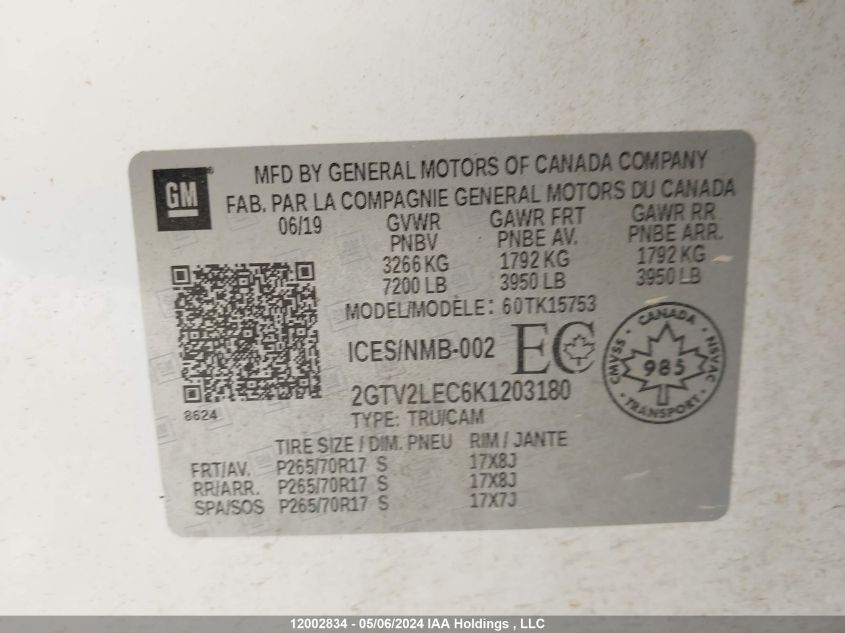 GM
MFD BY GENERAL MOTORS OF CANADA COMPANY
FAB. PAR LA COMPAGNIE GENERAL MOTORS DU CANADA
06/19 GVWR GAWR FRT GAWR RR
PNBV PNBE AV. PNBE ARR.
3266 KG 1792 KG 1792 KG
7200 LB 3950 LB 3950 LB
MODEL/MODÈLE: 60TK15753
ICES/NMB-002 EC
CANADA
CMVSS 985 NSVAC
TRANSPORT
2GTV2LEC6K1203180
8624 TYPE: TRU/CAM
TIRE SIZE / DIM. PNEU RIM / JANTE
FRT/AV. P265/70R17 S 17X8J
RR/ARR. P265/70R17 S 17X8J
SPA/SOS P265/70R17 S 17X7J
12002834 - 05/06/2024 IAA Holdings , LLC